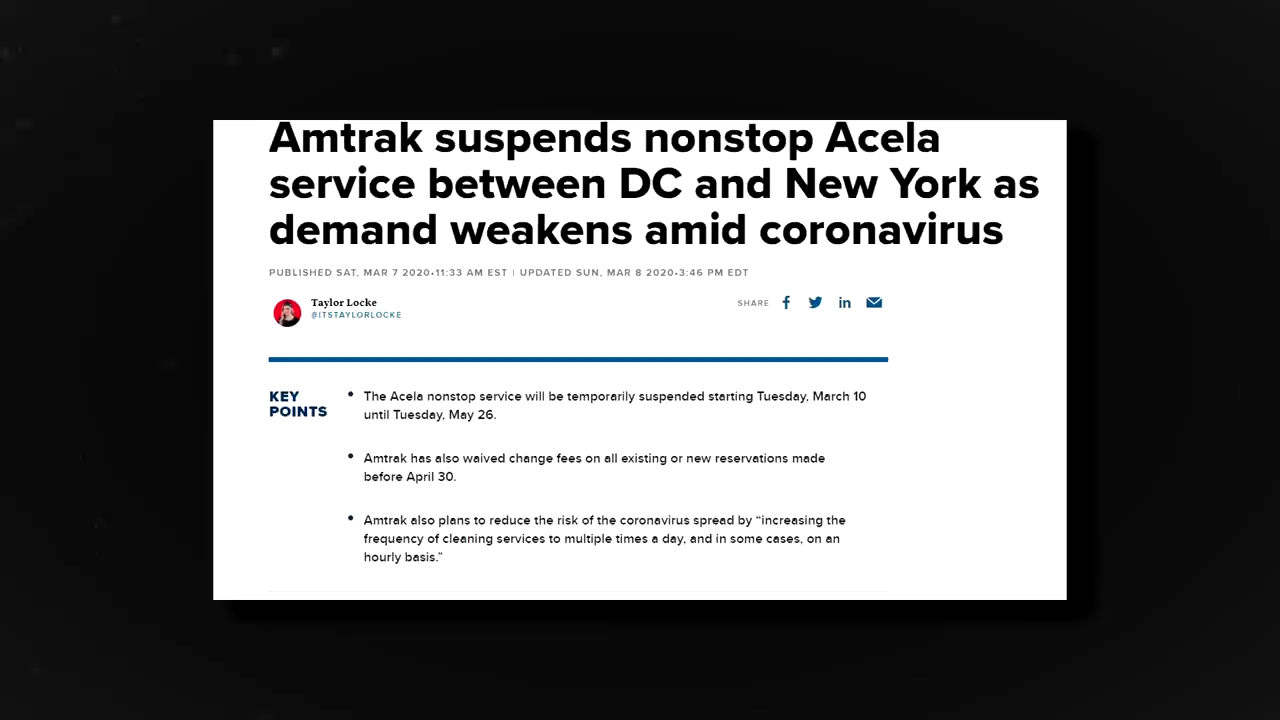 Amtrak suspends nonstop Acela
service between DC and New York as
demand weakens amid coronavirus
PUBLISHED SAT, MAR 7 2020•11:33 AM EST | UPDATED SUN, MAR 8 2020•3:46 PM EDT
Taylor Locke
@ITSTAYLORLOCKE
SHARE
KEY
POINTS
• The Acela nonstop service will be temporarily suspended starting Tuesday, March 10
until Tuesday, May 26.
• Amtrak has also waived change fees on all existing or new reservations made
before April 30.
• Amtrak also plans to reduce the risk of the coronavirus spread by “increasing the
frequency of cleaning services to multiple times a day, and in some cases, on an
hourly basis.”